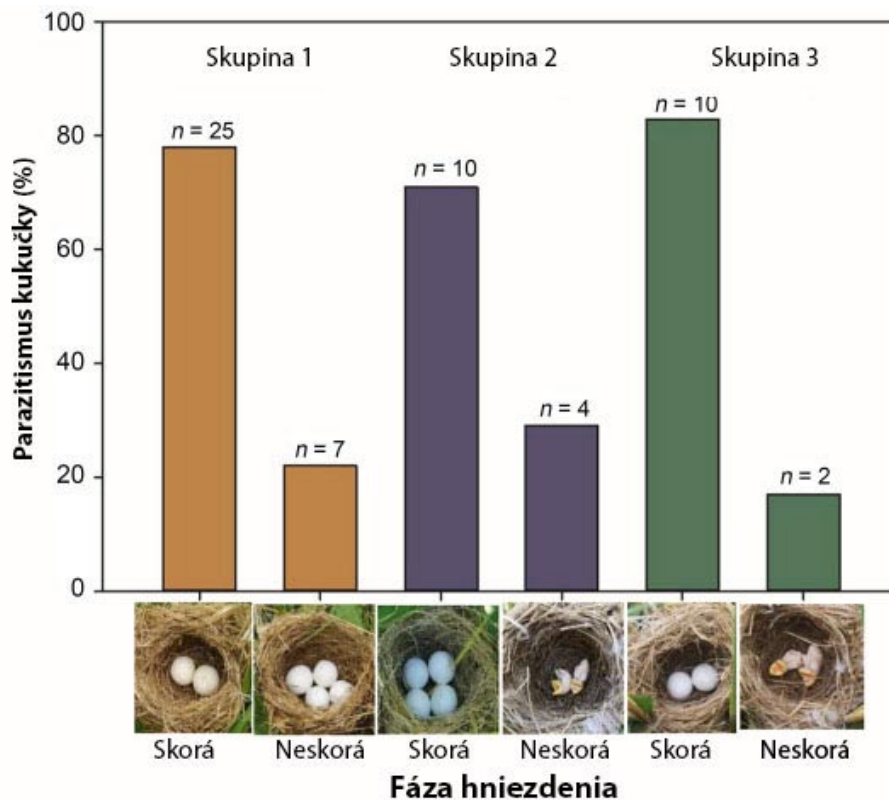 100
Skupina 1 Skupina 2 Skupina 3
n = 25
n = 10
n = 10
80
60
40
n = 7
n = 4
n = 2
20
0
Parazitismus kukučky (%)
Skorá Neskorá Skorá Neskorá Skorá Neskorá
Fáza hniezdenia